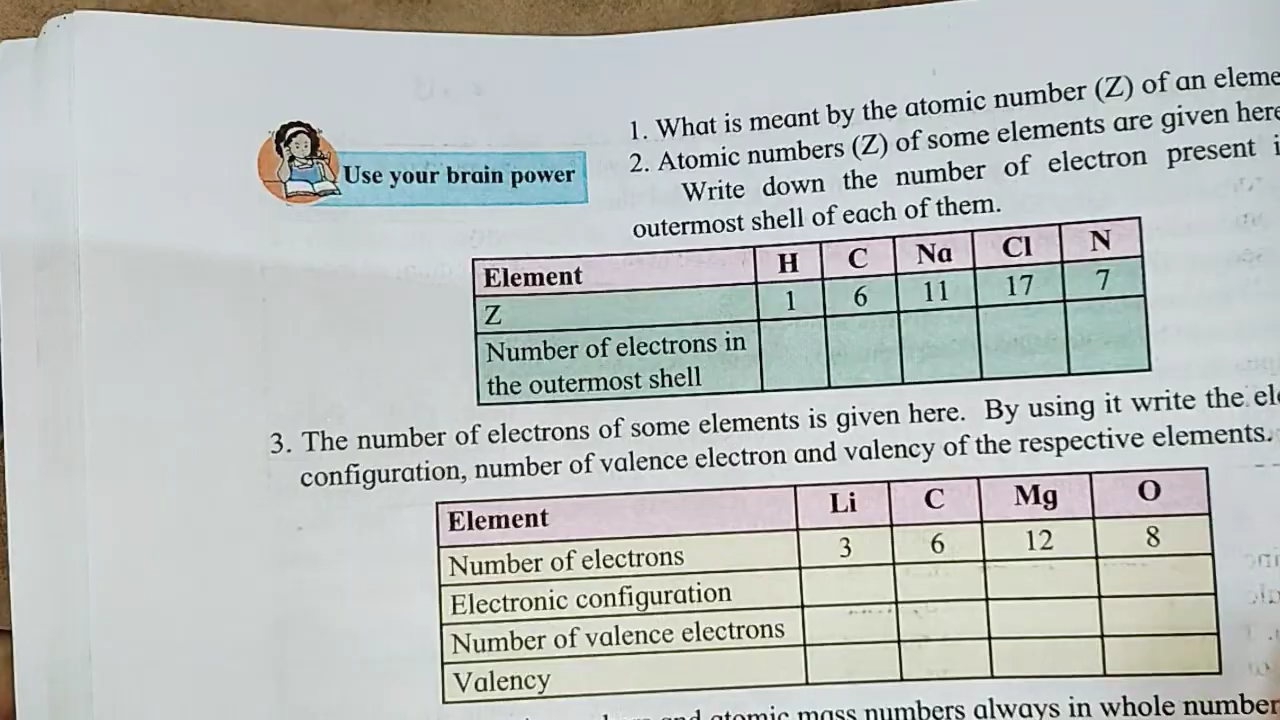 Use your brain power
1. What is meant by the atomic number (Z) of an eleme
2. Atomic numbers (Z) of some elements are given here
Write down the number of electron present i
outermost shell of each of them.
Element H C Na Cl N
Z 1 6 11 17 7
Number of electrons in
the outermost shell
3. The number of electrons of some elements is given here. By using it write the ele
configuration, number of valence electron and valency of the respective elements.
Element Li C Mg O
Number of electrons 3 6 12 8
Electronic configuration
Number of valence electrons
Valency
and atomic mass numbers always in whole number